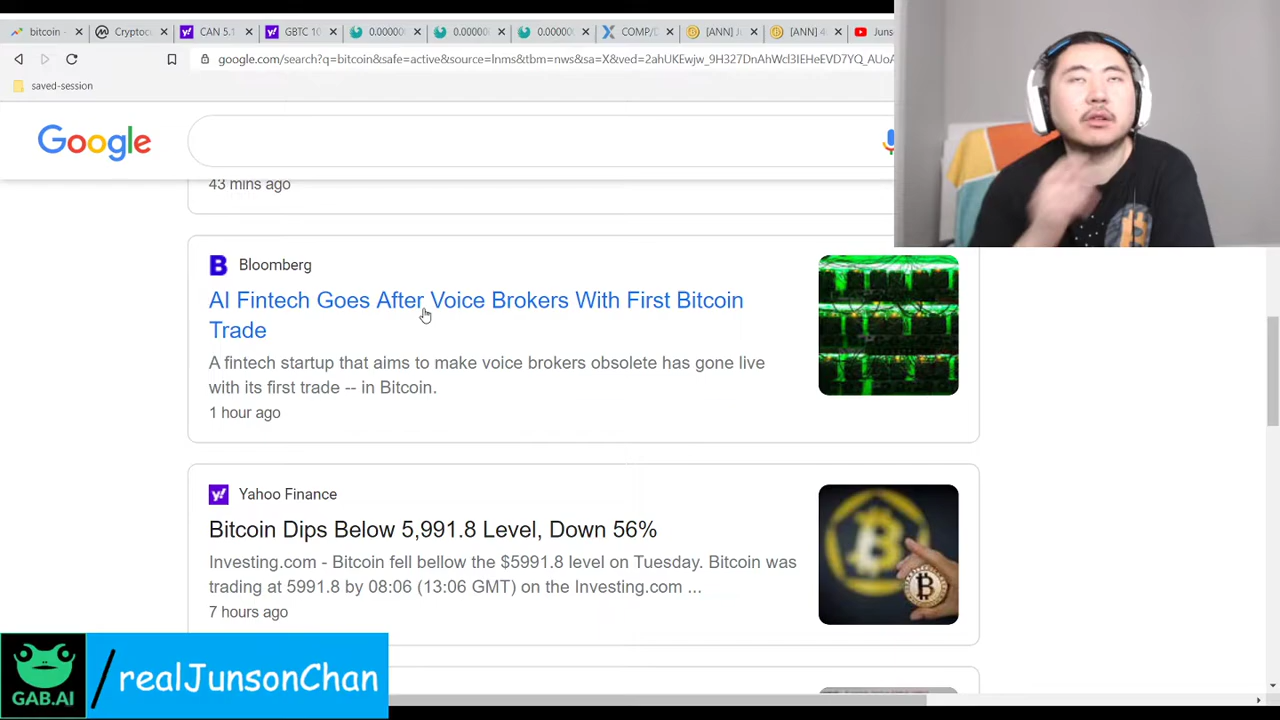 bitcoin -
Cryptoc
CAN 5.1
GBTC 10
0.00000
0.00000
0.00000
COMP/D
[ANN] J
[ANN] 4
Juns
google.com/search?q=bitcoin&safe=active&source=lnms&tbm=nws&sa=X&ved=2ahUKEwjw_9H327DnAhWcl3IEHeEVD7YQ_AUoA
saved-session
Google
43 mins ago
Bloomberg
AI Fintech Goes After Voice Brokers With First Bitcoin
Trade
A fintech startup that aims to make voice brokers obsolete has gone live
with its first trade -- in Bitcoin.
1 hour ago
Yahoo Finance
Bitcoin Dips Below 5,991.8 Level, Down 56%
Investing.com - Bitcoin fell bellow the $5991.8 level on Tuesday. Bitcoin was
trading at 5991.8 by 08:06 (13:06 GMT) on the Investing.com ...
7 hours ago
GAB.AI
/realJunsonChan